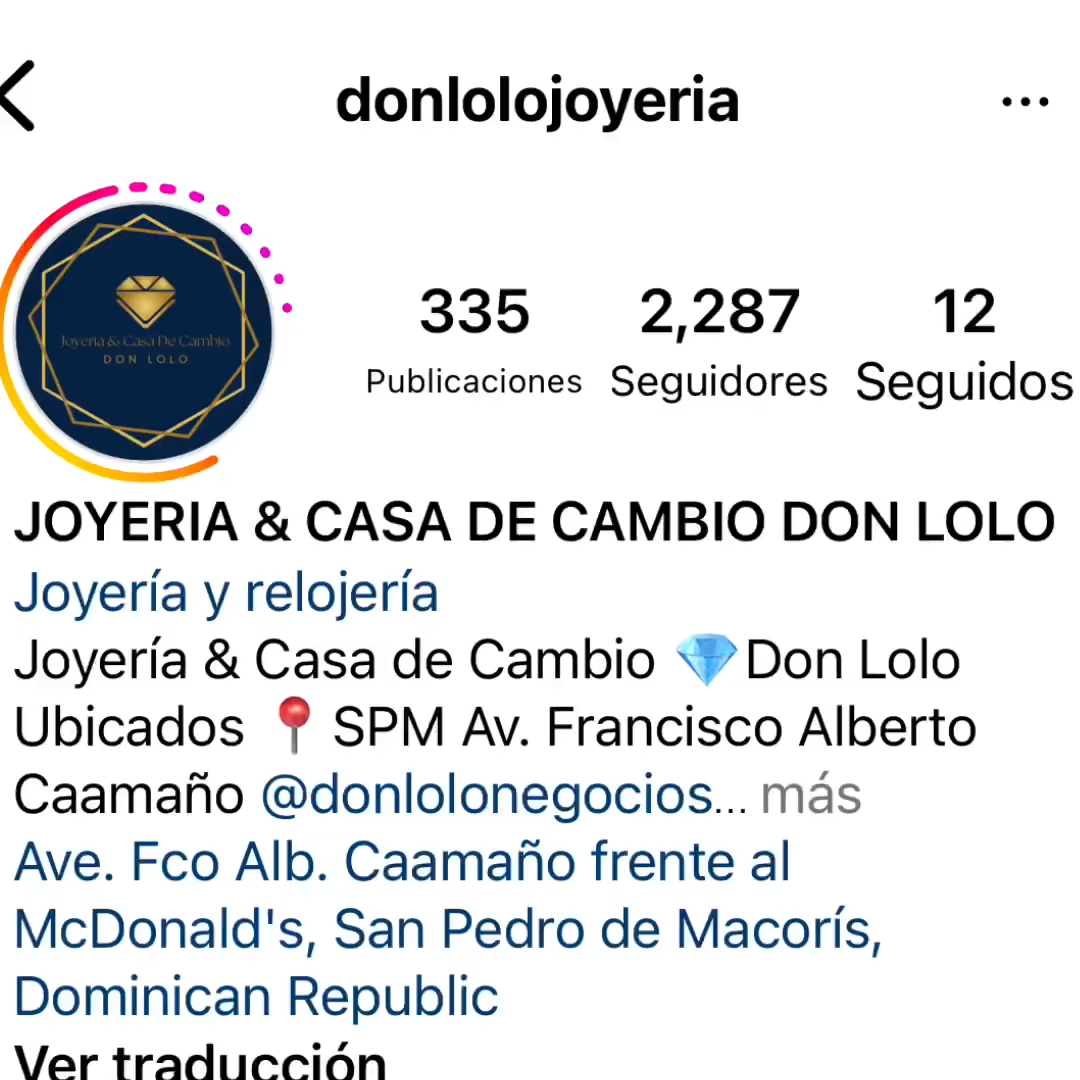 donlolojoyeria
Joyeria & Casa De Cambio
DON LOLO
335 2,287 12
Publicaciones Seguidores Seguidos
JOYERIA & CASA DE CAMBIO DON LOLO
Joyería y relojería
Joyería & Casa de Cambio 💎Don Lolo
Ubicados 📍 SPM Av. Francisco Alberto
Caamaño @donlolonegocios... más
Ave. Fco Alb. Caamaño frente al
McDonald's, San Pedro de Macorís,
Dominican Republic
Ver traducción